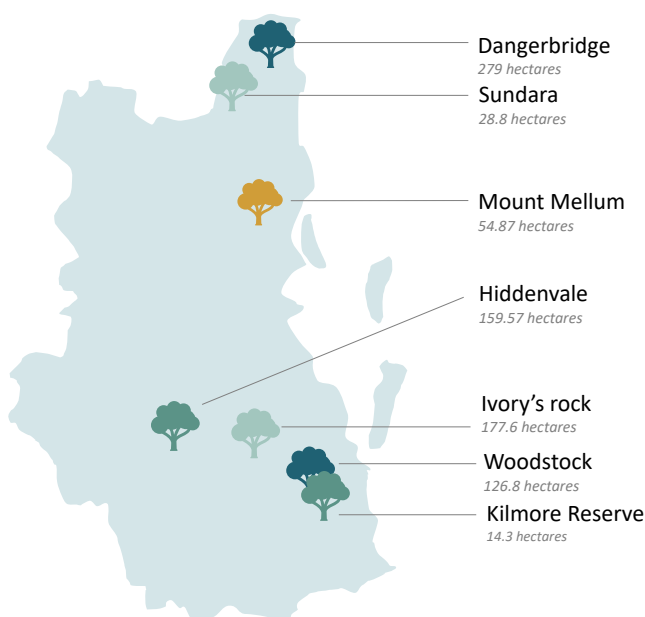 Dangerbridge
279 hectares
Sundara
28.8 hectares
Mount Mellum
54.87 hectares
Hiddenvale
159.57 hectares
Ivory’s rock
177.6 hectares
Woodstock
126.8 hectares
Kilmore Reserve
14.3 hectares